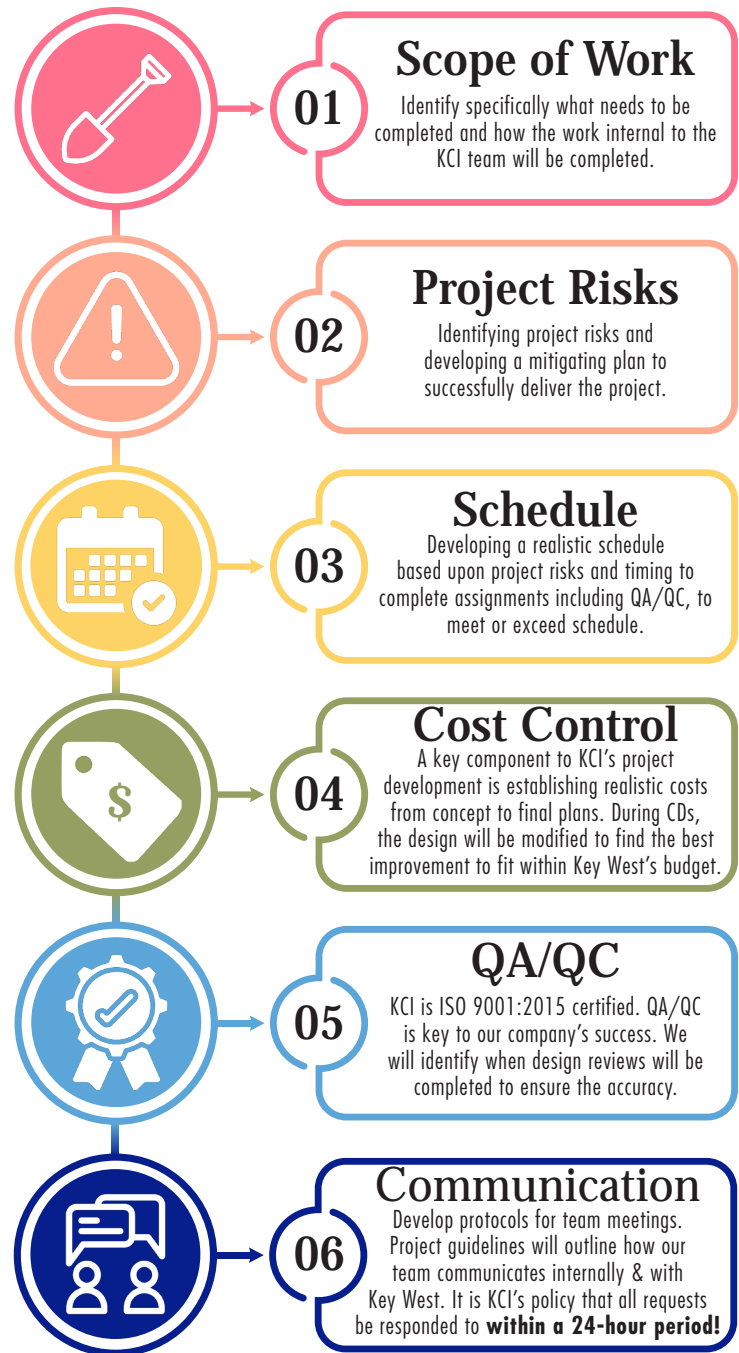 01
Scope of Work
Identify specifically what needs to be
completed and how the work internal to the
KCI team will be completed.
02
Project Risks
Identifying project risks and
developing a mitigating plan to
successfully deliver the project.
03
Schedule
Developing a realistic schedule
based upon project risks and timing to
complete assignments including QA/QC, to
meet or exceed schedule.
$
04
Cost Control
A key component to KCI’s project
development is establishing realistic costs
from concept to final plans. During CDs,
the design will be modified to find the best
improvement to fit within Key West’s budget.
05
QA/QC
KCI is ISO 9001:2015 certified. QA/QC
is key to our company’s success. We
will identify when design reviews will be
completed to ensure the accuracy.
06
Communication
Develop protocols for team meetings.
Project guidelines will outline how our
team communicates internally & with
Key West. It is KCI’s policy that all requests
be responded to within a 24-hour period!